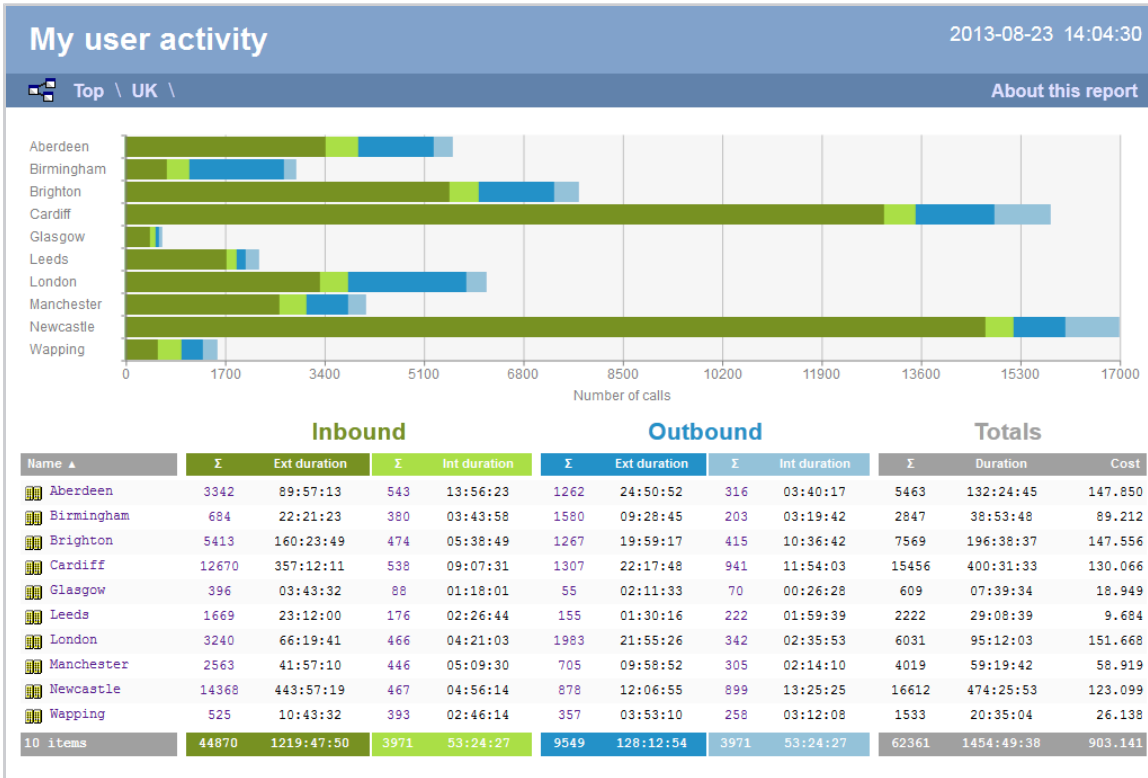 My user activity 2013-08-23 14:04:30
Top \ UK \ About this report
Aberdeen
Birmingham
Brighton
Cardiff
Glasgow
Leeds
London
Manchester
Newcastle
Wapping
0 1700 3400 5100 6800 8500 10200 11900 13600 15300 17000
Number of calls
Inbound Outbound Totals
Name ▲ Σ Ext duration Σ Int duration Σ Ext duration Σ Int duration Σ Duration Cost
Aberdeen 3342 89:57:13 543 13:56:23 1262 24:50:52 316 03:40:17 5463 132:24:45 147.850
Birmingham 684 22:21:23 380 03:43:58 1580 09:28:45 203 03:19:42 2847 38:53:48 89.212
Brighton 5413 160:23:49 474 05:38:49 1267 19:59:17 415 10:36:42 7569 196:38:37 147.556
Cardiff 12670 357:12:11 538 09:07:31 1307 22:17:48 941 11:54:03 15456 400:31:33 130.066
Glasgow 396 03:43:32 88 01:18:01 55 02:11:33 70 00:26:28 609 07:39:34 18.949
Leeds 1669 23:12:00 176 02:26:44 155 01:30:16 222 01:59:39 2222 29:08:39 9.684
London 3240 66:19:41 466 04:21:03 1983 21:55:26 342 02:35:53 6031 95:12:03 151.668
Manchester 2563 41:57:10 446 05:09:30 705 09:58:52 305 02:14:10 4019 59:19:42 58.919
Newcastle 14368 443:57:19 467 04:56:14 878 12:06:55 899 13:25:25 16612 474:25:53 123.099
Wapping 525 10:43:32 393 02:46:14 357 03:53:10 258 03:12:08 1533 20:35:04 26.138
10 items 44870 1219:47:50 3971 53:24:27 9549 128:12:54 3971 53:24:27 62361 1454:49:38 903.141